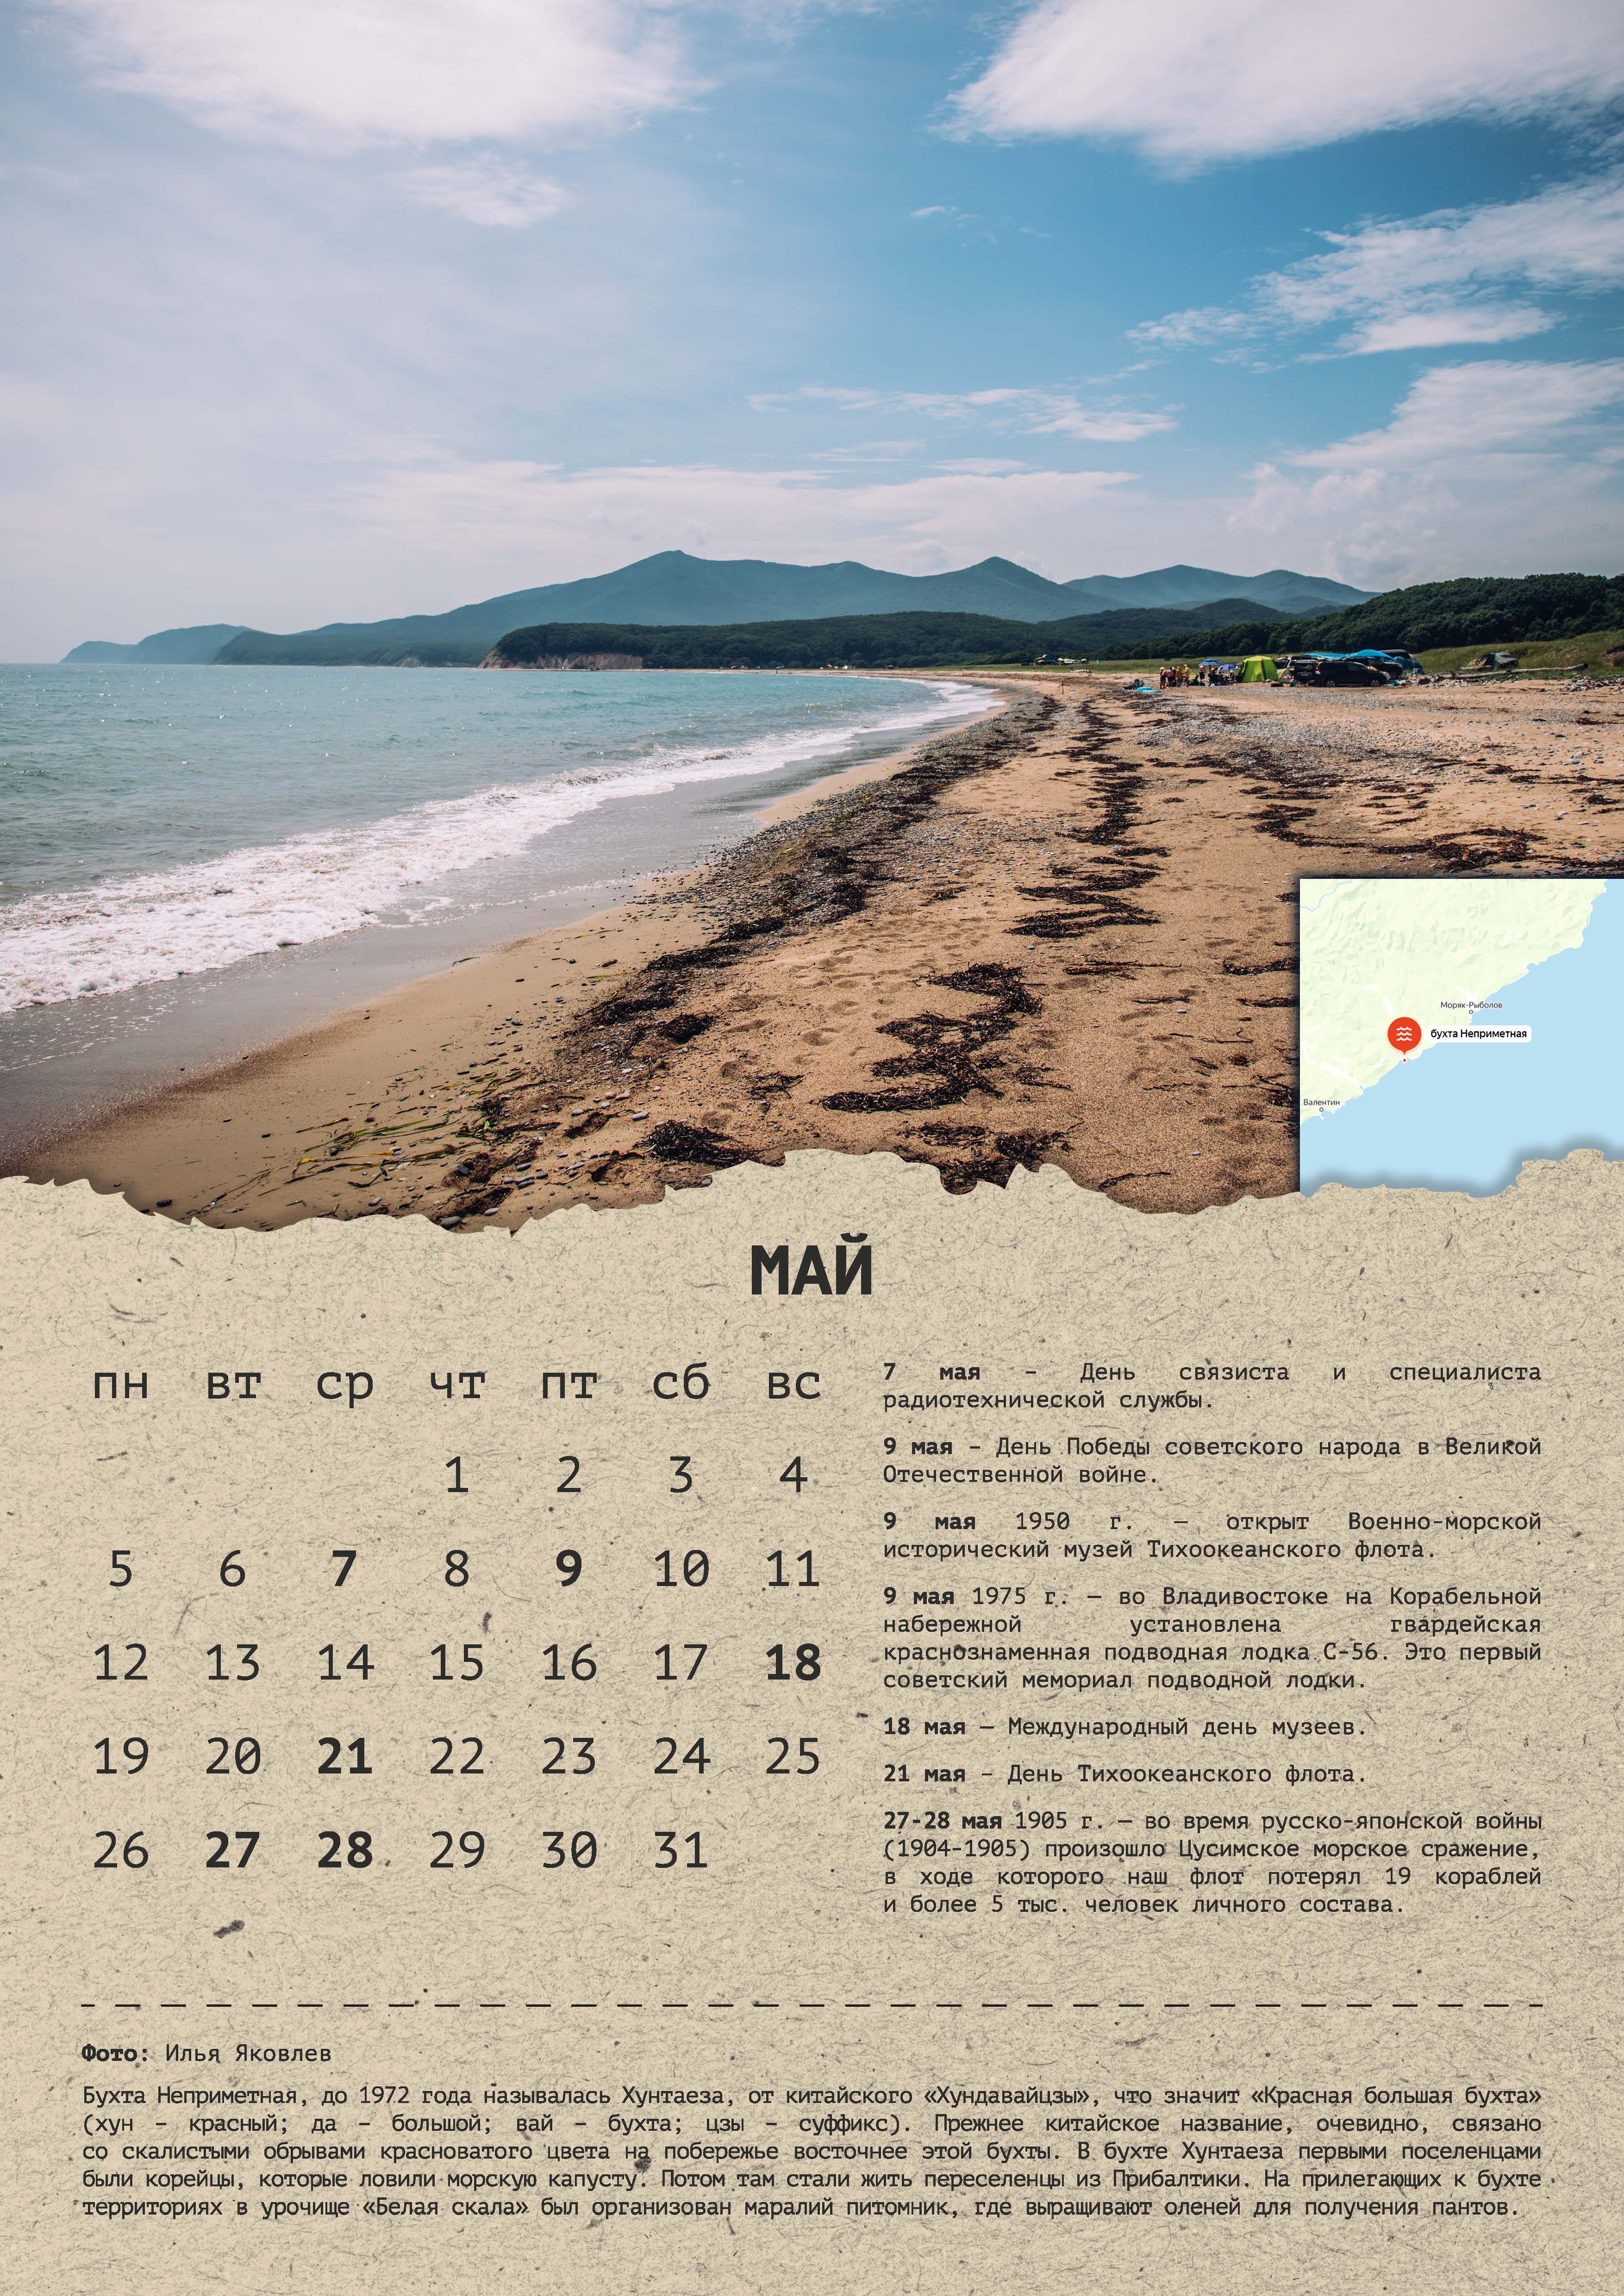 Моряк-Рыболов
бухта Неприметная
Валентин
МАЙ
пн вт ср чт пт сб вс
1 2 3 4
5 6 7 8 9 10 11
12 13 14 15 16 17 18
19 20 21 22 23 24 25
26 27 28 29 30 31
7 мая – День связиста и специалиста
радиотехнической службы.
9 мая – День Победы советского народа в Великой
Отечественной войне.
9 мая 1950 г. — открыт Военно-морской
исторический музей Тихоокеанского флота.
9 мая 1975 г. — во Владивостоке на Корабельной
набережной установлена гвардейская
краснознаменная подводная лодка С-56. Это первый
советский мемориал подводной лодки.
18 мая — Международный день музеев.
21 мая – День Тихоокеанского флота.
27-28 мая 1905 г. — во время русско-японской войны
(1904-1905) произошло Цусимское морское сражение,
в ходе которого наш флот потерял 19 кораблей
и более 5 тыс. человек личного состава.
Фото: Илья Яковлев
Бухта Неприметная, до 1972 года называлась Хунтаеза, от китайского «Хундавайцзы», что значит «Красная большая бухта»
(хун – красный; да – большой; вай – бухта; цзы – суффикс). Прежнее китайское название, очевидно, связано
со скалистыми обрывами красноватого цвета на побережье восточнее этой бухты. В бухте Хунтаеза первыми поселенцами
были корейцы, которые ловили морскую капусту. Потом там стали жить переселенцы из Прибалтики. На прилегающих к бухте
территориях в урочище «Белая скала» был организован маралий питомник, где выращивают оленей для получения пантов.